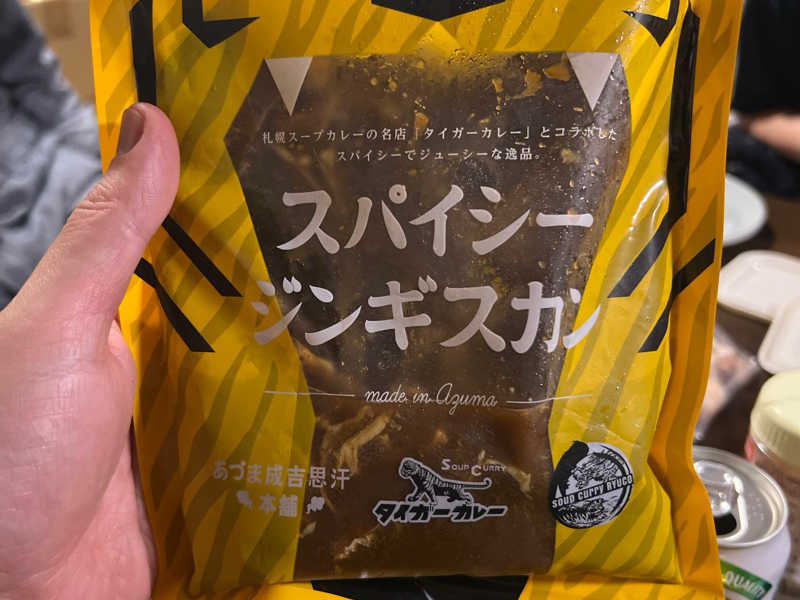 札幌スープカレーの名店「タイガーカレー」とコラボした
スパイシーでジューシーな逸品。
スパイシー
ジンギスカン
made in Azuma
あづま成吉思汗
本舗
SOUP CURRY
タイガーカレー
SOUP CURRY RYUGO
QUALITY